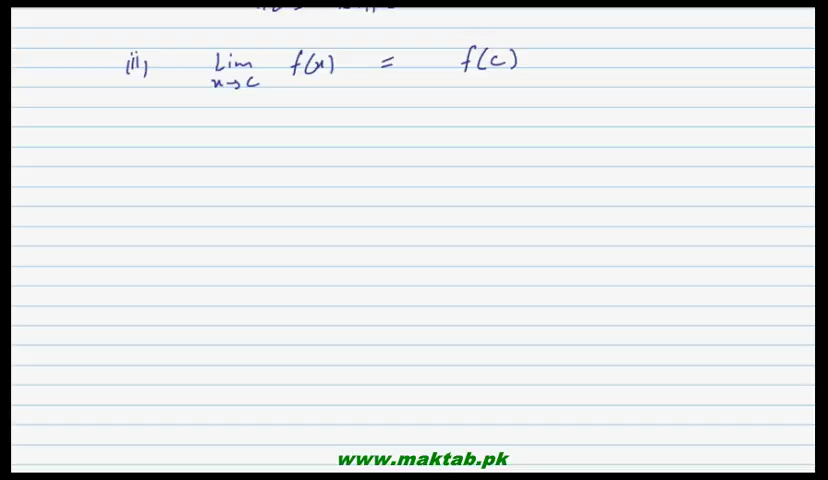 (ii) Lim f(x) = f(c)
x→c
www.maktab.pk